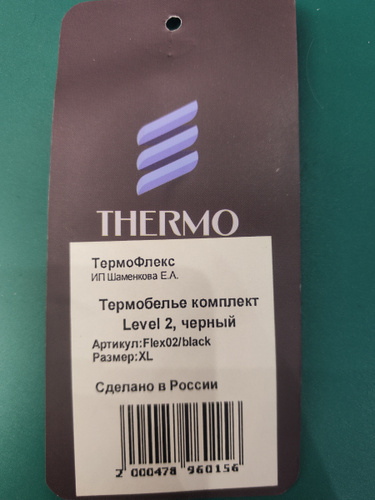 THERMO
ТермоФлекс
ИП Шаменкова Е.А.
Термобелье комплект
Level 2, черный
Артикул:Flex02/black
Размер:XL
Сделано в России
2 000478 960156